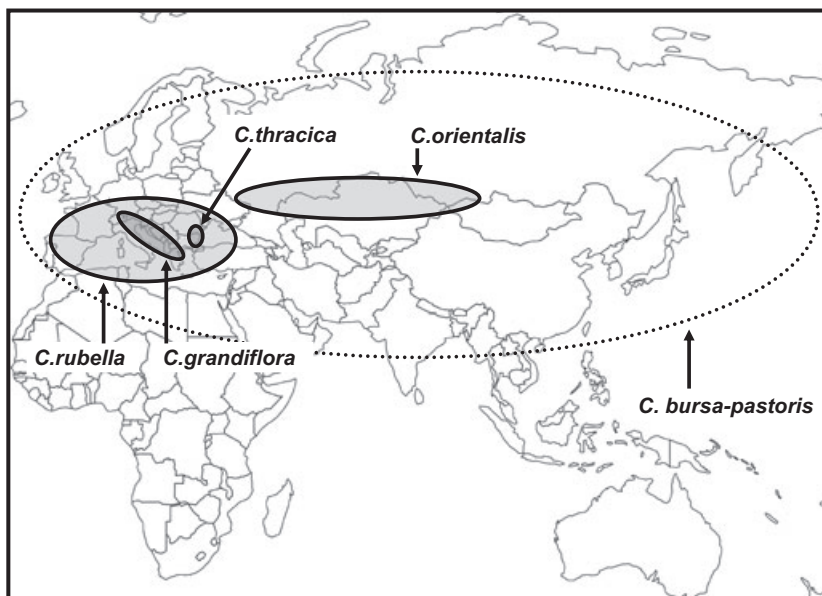 C.thracica
C.orientalis
C.rubella
C.grandiflora
C. bursa-pastoris